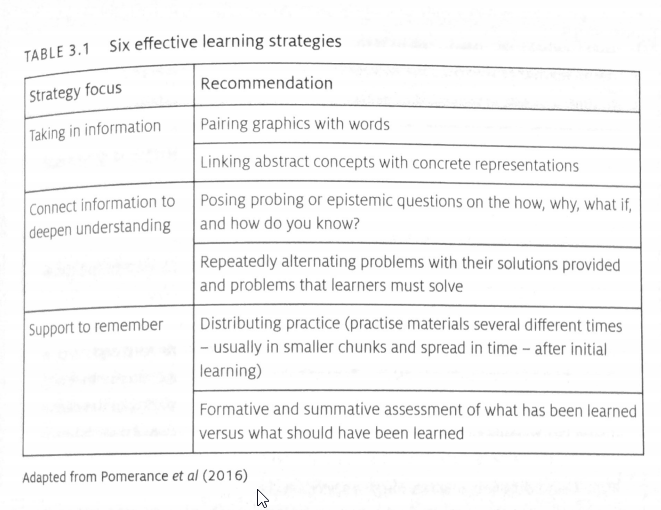 TABLE 3.1 Six effective learning strategies
Strategy focus
Recommendation
Taking in information
Pairing graphics with words
Linking abstract concepts with concrete representations
Connect information to
deepen understanding
Posing probing or epistemic questions on the how, why, what if,
and how do you know?
Repeatedly alternating problems with their solutions provided
and problems that learners must solve
Support to remember
Distributing practice (practise materials several different times
– usually in smaller chunks and spread in time – after initial
learning)
Formative and summative assessment of what has been learned
versus what should have been learned
Adapted from Pomerance et al (2016)